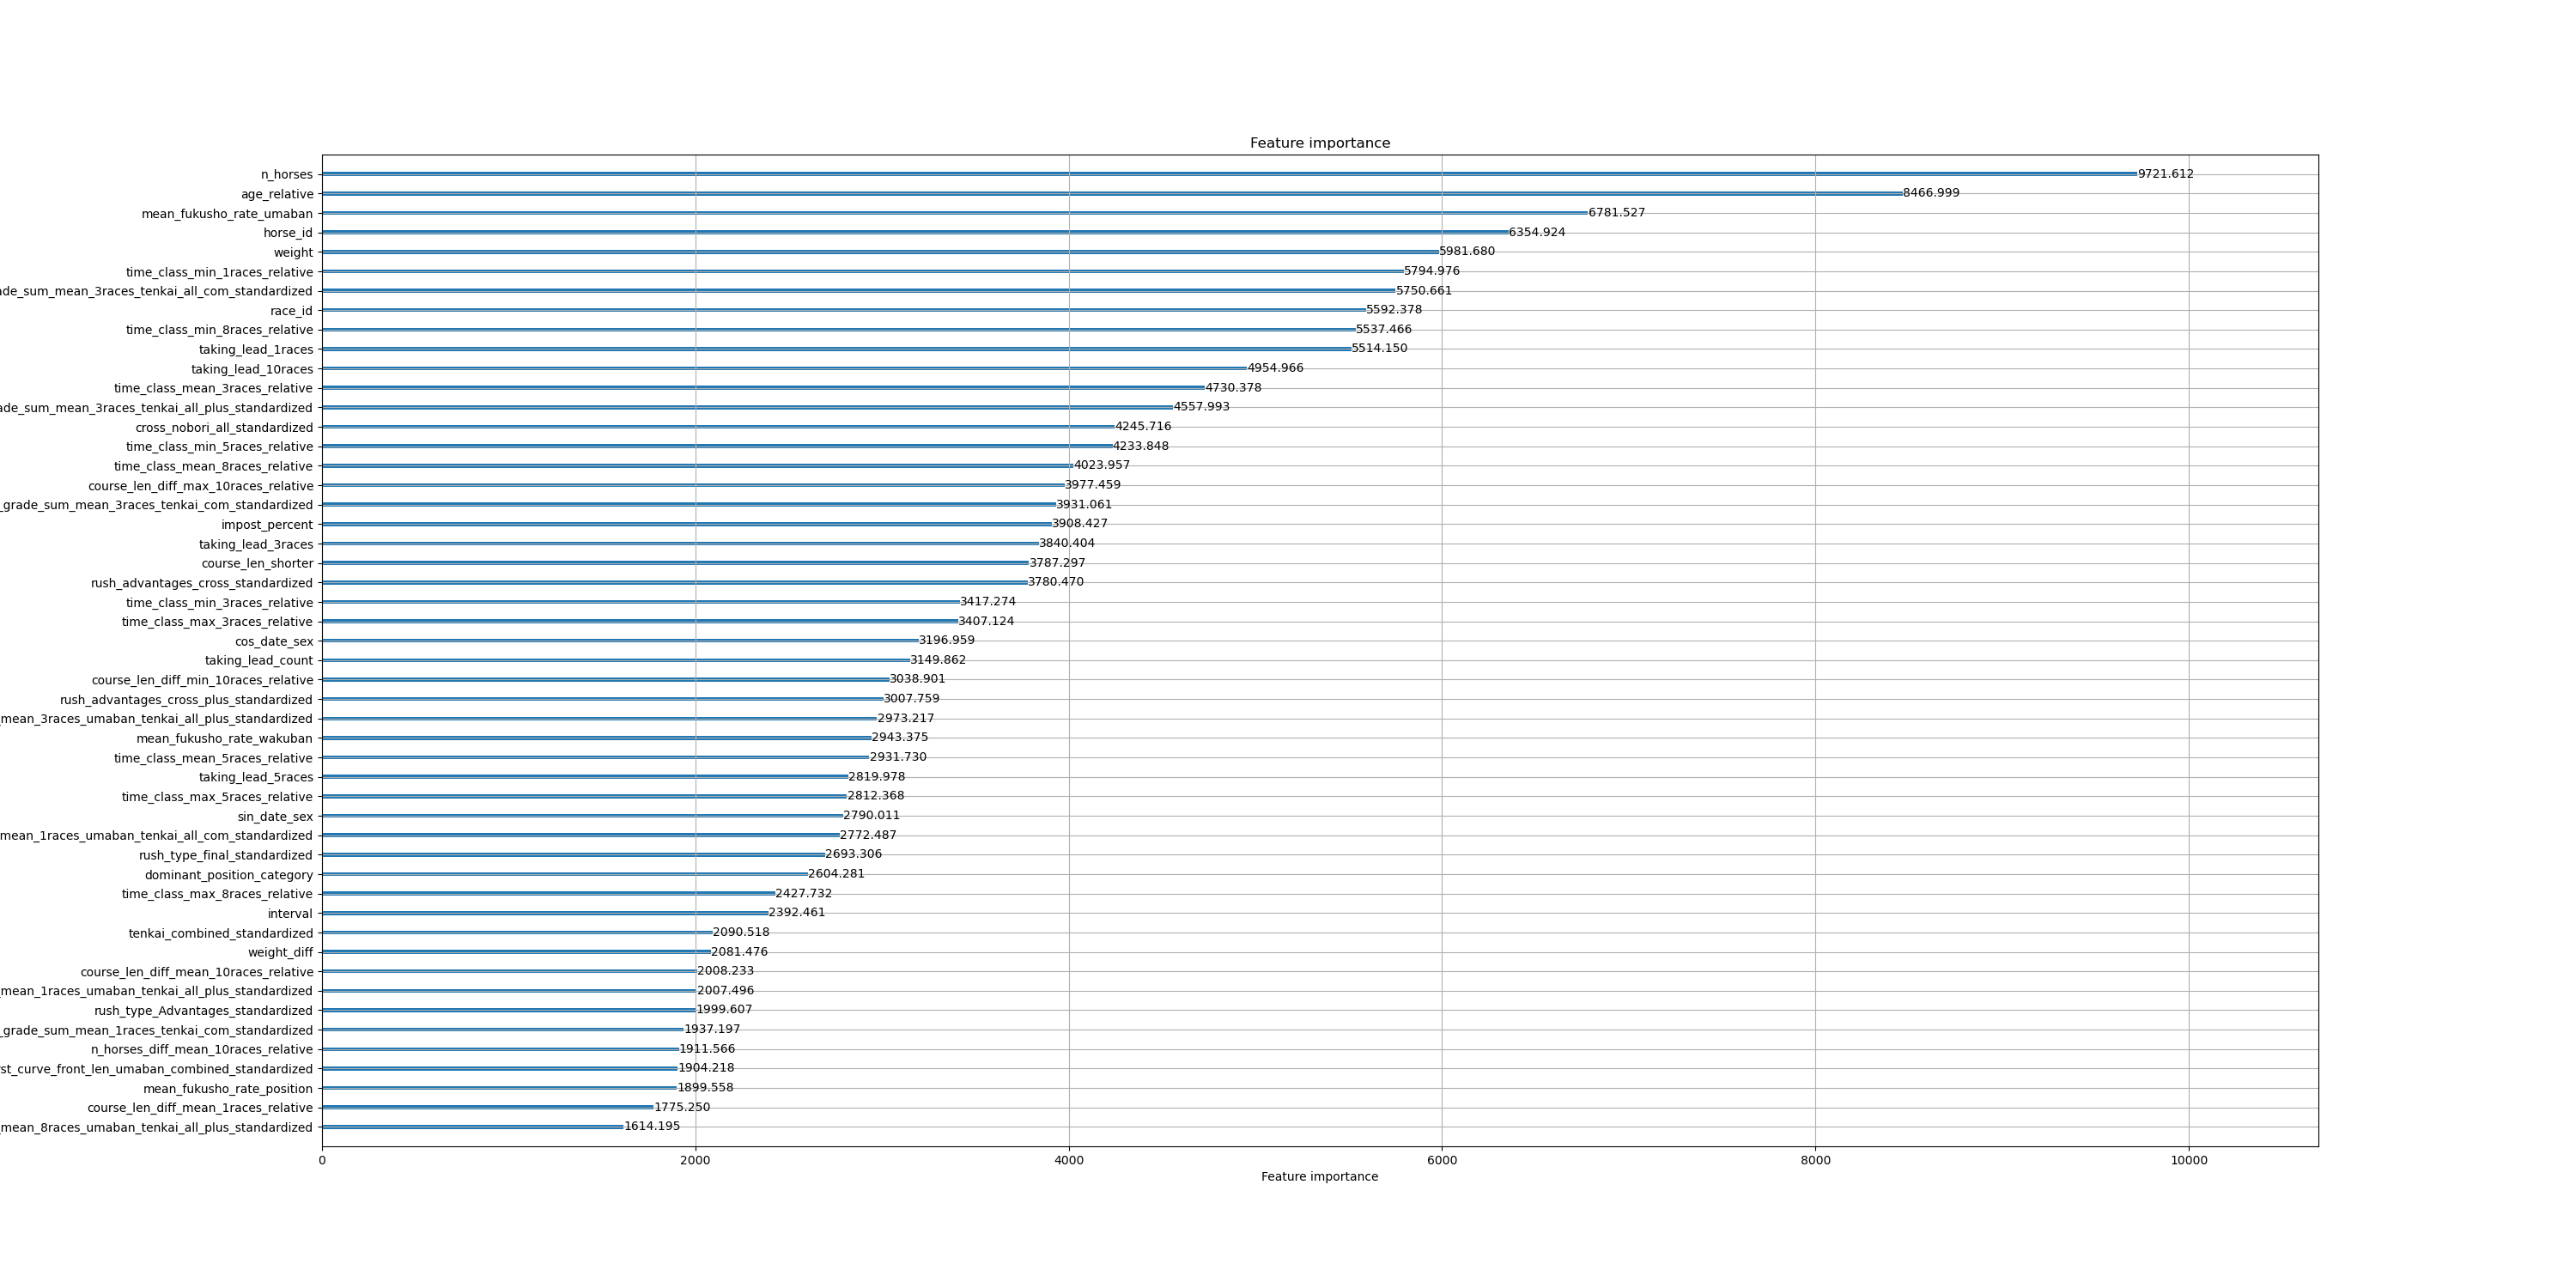 Feature importance
n_horses 9721.612
age_relative 8466.999
mean_fukusho_rate_umaban 6781.527
horse_id 6354.924
weight 5981.680
time_class_min_1races_relative 5794.976
ade_sum_mean_3races_tenkai_all_com_standardized 5750.661
race_id 5592.378
time_class_min_8races_relative 5537.466
taking_lead_1races 5514.150
taking_lead_10races 4954.966
time_class_mean_3races_relative 4730.378
ade_sum_mean_3races_tenkai_all_plus_standardized 4557.993
cross_nobori_all_standardized 4245.716
time_class_min_5races_relative 4233.848
time_class_mean_8races_relative 4023.957
course_len_diff_max_10races_relative 3977.459
_grade_sum_mean_3races_tenkai_com_standardized 3931.061
impost_percent 3908.427
taking_lead_3races 3840.404
course_len_shorter 3787.297
rush_advantages_cross_standardized 3780.470
time_class_min_3races_relative 3417.274
time_class_max_3races_relative 3407.124
cos_date_sex 3196.959
taking_lead_count 3149.862
course_len_diff_min_10races_relative 3038.901
rush_advantages_cross_plus_standardized 3007.759
_mean_3races_umaban_tenkai_all_plus_standardized 2973.217
mean_fukusho_rate_wakuban 2943.375
time_class_mean_5races_relative 2931.730
taking_lead_5races 2819.978
time_class_max_5races_relative 2812.368
sin_date_sex 2790.011
mean_1races_umaban_tenkai_all_com_standardized 2772.487
rush_type_final_standardized 2693.306
dominant_position_category 2604.281
time_class_max_8races_relative 2427.732
interval 2392.461
tenkai_combined_standardized 2090.518
weight_diff 2081.476
course_len_diff_mean_10races_relative 2008.233
_mean_1races_umaban_tenkai_all_plus_standardized 2007.496
rush_type_Advantages_standardized 1999.607
_grade_sum_mean_1races_tenkai_com_standardized 1937.197
n_horses_diff_mean_10races_relative 1911.566
st_curve_front_len_umaban_combined_standardized 1904.218
mean_fukusho_rate_position 1899.558
course_len_diff_mean_1races_relative 1775.250
_mean_8races_umaban_tenkai_all_plus_standardized 1614.195
0 2000 4000 6000 8000 10000
Feature importance